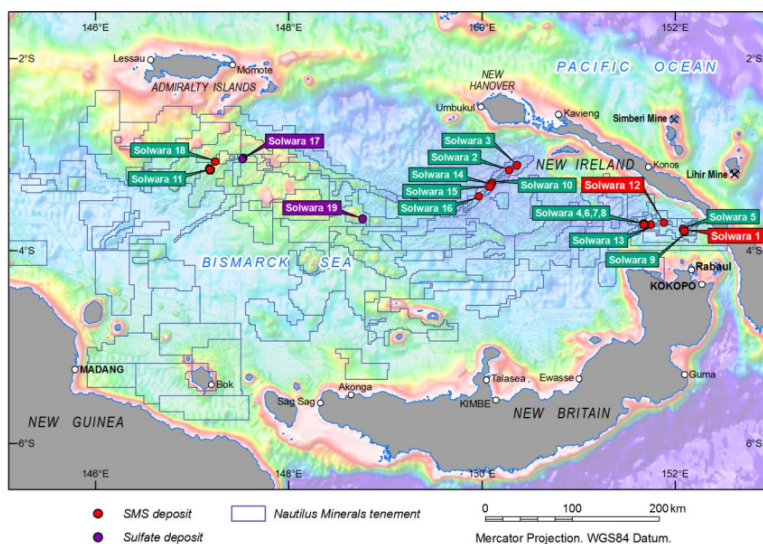 146°E 148°E 150°E 152°E
2°S
Lessau
Momote
ADMIRALTY ISLANDS
NEW HANOVER
PACIFIC OCEAN
Umbukul
Kavieng
Simberi Mine
Solwara 17
Solwara 18
Solwara 11
Solwara 3
Solwara 2
NEW IRELAND
Konos
Lihir Mine
Solwara 14
Solwara 10
Solwara 12
Solwara 15
Solwara 16
Solwara 19
Solwara 4,6,7,8
Solwara 5
Solwara 13
Solwara 1
4°S
4°S
BISMARCK SEA
Solwara 9
Rabaul
KOKOPO
MADANG
Bok
Sag Sag
Akonga
Talasea
Ewasse
Guma
KIMBE
NEW GUINEA
NEW BRITAIN
6°S
6°S
146°E 148°E 150°E 152°E
SMS deposit
Nautilus Minerals tenement
0 100 200 km
Sulfate deposit
Mercator Projection. WGS84 Datum.